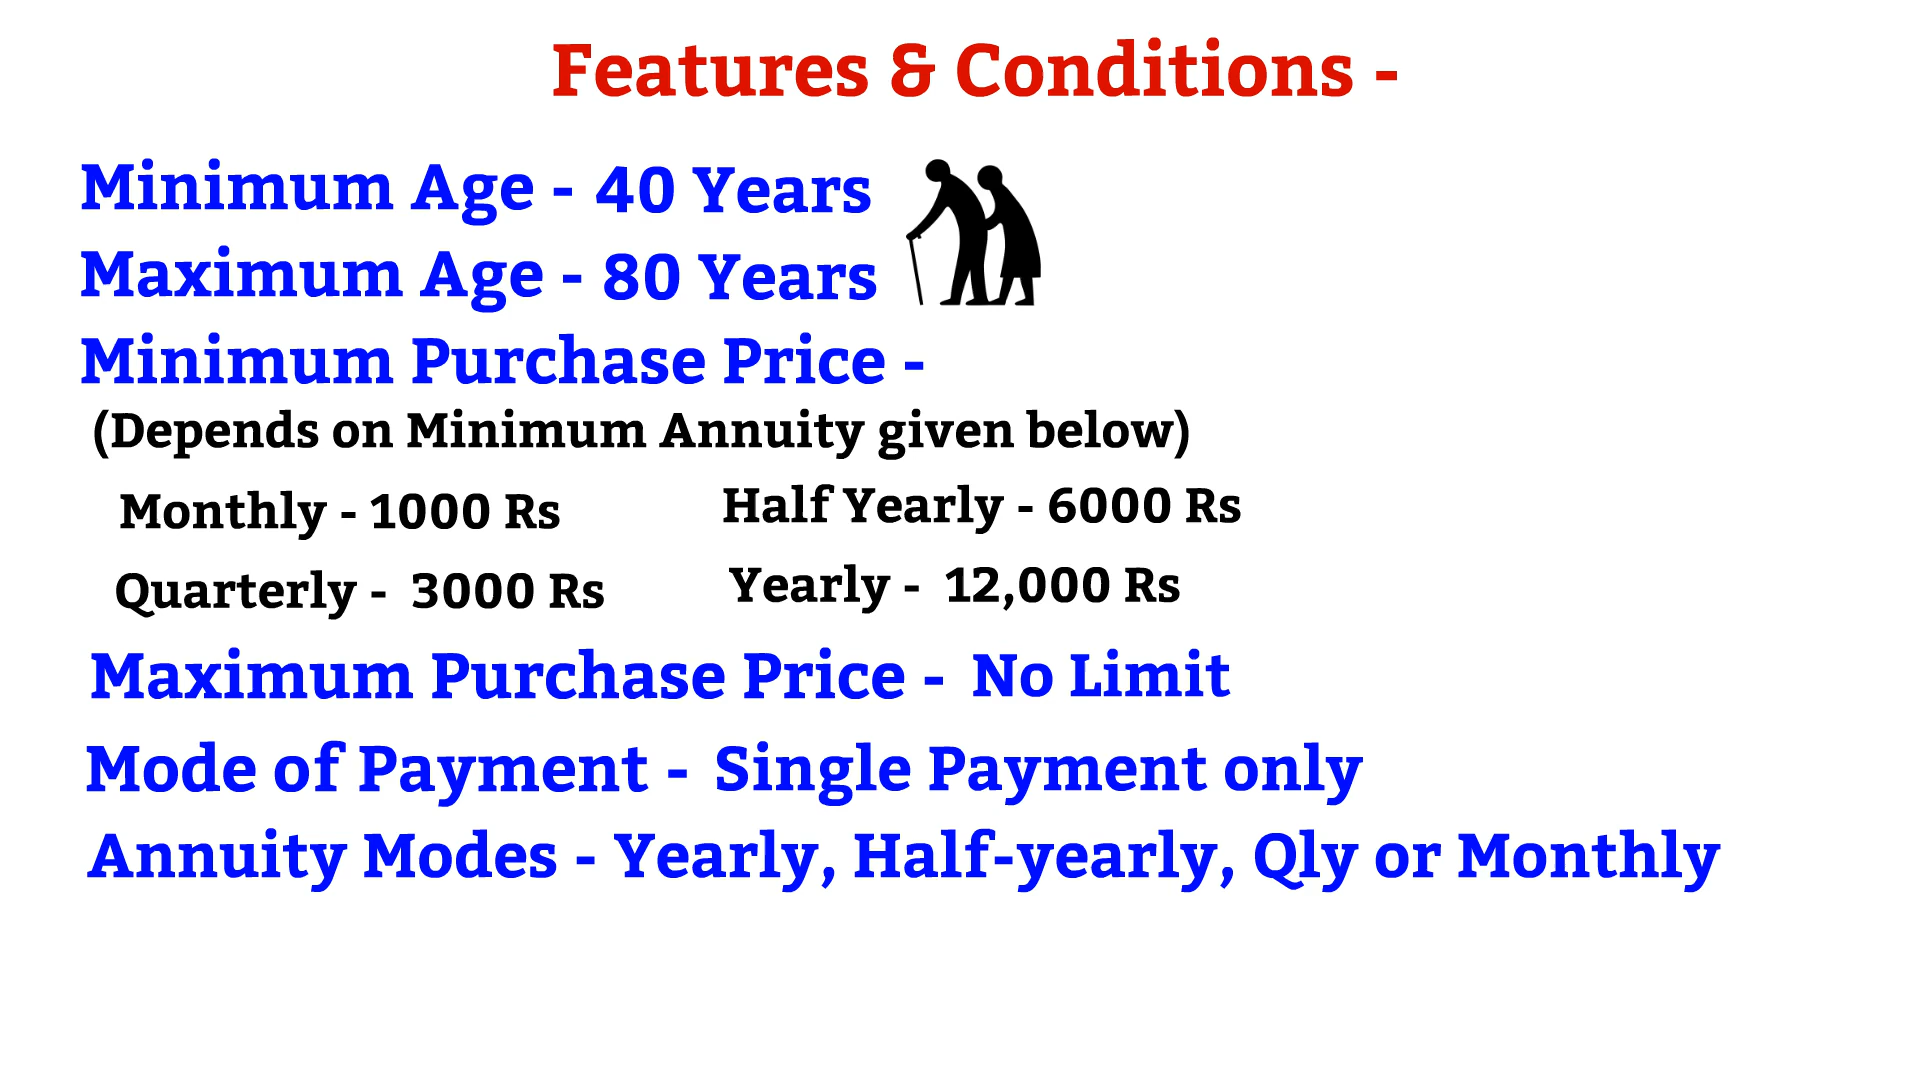 Features & Conditions -
Minimum Age - 40 Years
Maximum Age - 80 Years
Minimum Purchase Price -
(Depends on Minimum Annuity given below)
Monthly - 1000 Rs Half Yearly - 6000 Rs
Quarterly - 3000 Rs Yearly - 12,000 Rs
Maximum Purchase Price - No Limit
Mode of Payment - Single Payment only
Annuity Modes - Yearly, Half-yearly, Qly or Monthly